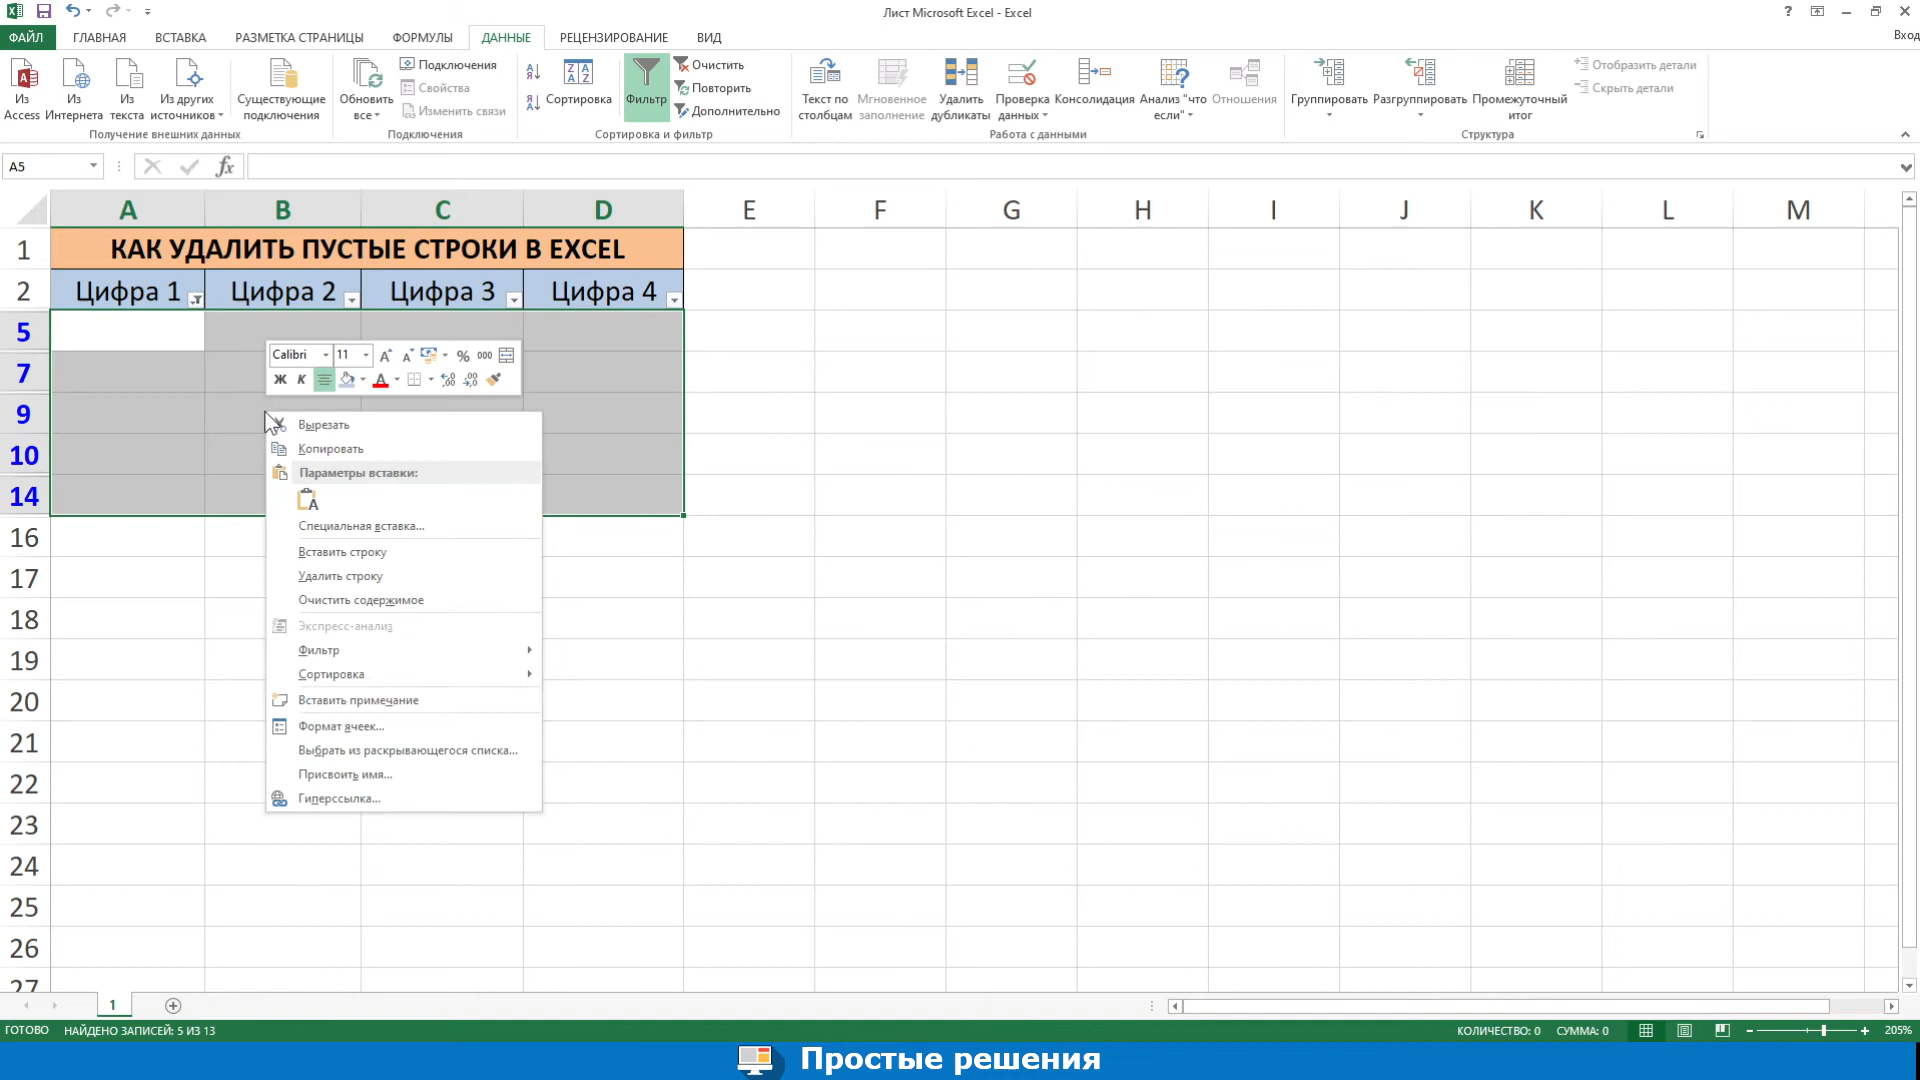 Лист Microsoft Excel - Excel
?
ФАЙЛ ГЛАВНАЯ ВСТАВКА РАЗМЕТКА СТРАНИЦЫ ФОРМУЛЫ ДАННЫЕ РЕЦЕНЗИРОВАНИЕ ВИД Вход
Из Access
Из Интернета
Из текста
Из других источников
Существующие подключения
Получение внешних данных
Обновить все
Подключения
Свойства
Изменить связи
Подключения
Сортировка
Фильтр
Очистить
Повторить
Дополнительно
Сортировка и фильтр
Текст по столбцам
Мгновенное заполнение
Удалить дубликаты
Проверка данных
Консолидация
Анализ "что если"
Отношения
Работа с данными
Группировать
Разгруппировать
Промежуточный итог
Отобразить детали
Скрыть детали
Структура
A5
fx
A B C D E F G H I J K L M
1 КАК УДАЛИТЬ ПУСТЫЕ СТРОКИ В EXCEL
2 Цифра 1 Цифра 2 Цифра 3 Цифра 4
5
7
9
10
14
16
17
18
19
20
21
22
23
24
25
26
27
Calibri 11 A A % 000
Ж К A ,00 ,00
Вырезать
Копировать
Параметры вставки:
A
Специальная вставка...
Вставить строку
Удалить строку
Очистить содержимое
Экспресс-анализ
Фильтр
Сортировка
Вставить примечание
Формат ячеек...
Выбрать из раскрывающегося списка...
Присвоить имя...
Гиперссылка...
1
ГОТОВО НАЙДЕНО ЗАПИСЕЙ: 5 ИЗ 13 КОЛИЧЕСТВО: 0 СУММА: 0 205%
Простые решения